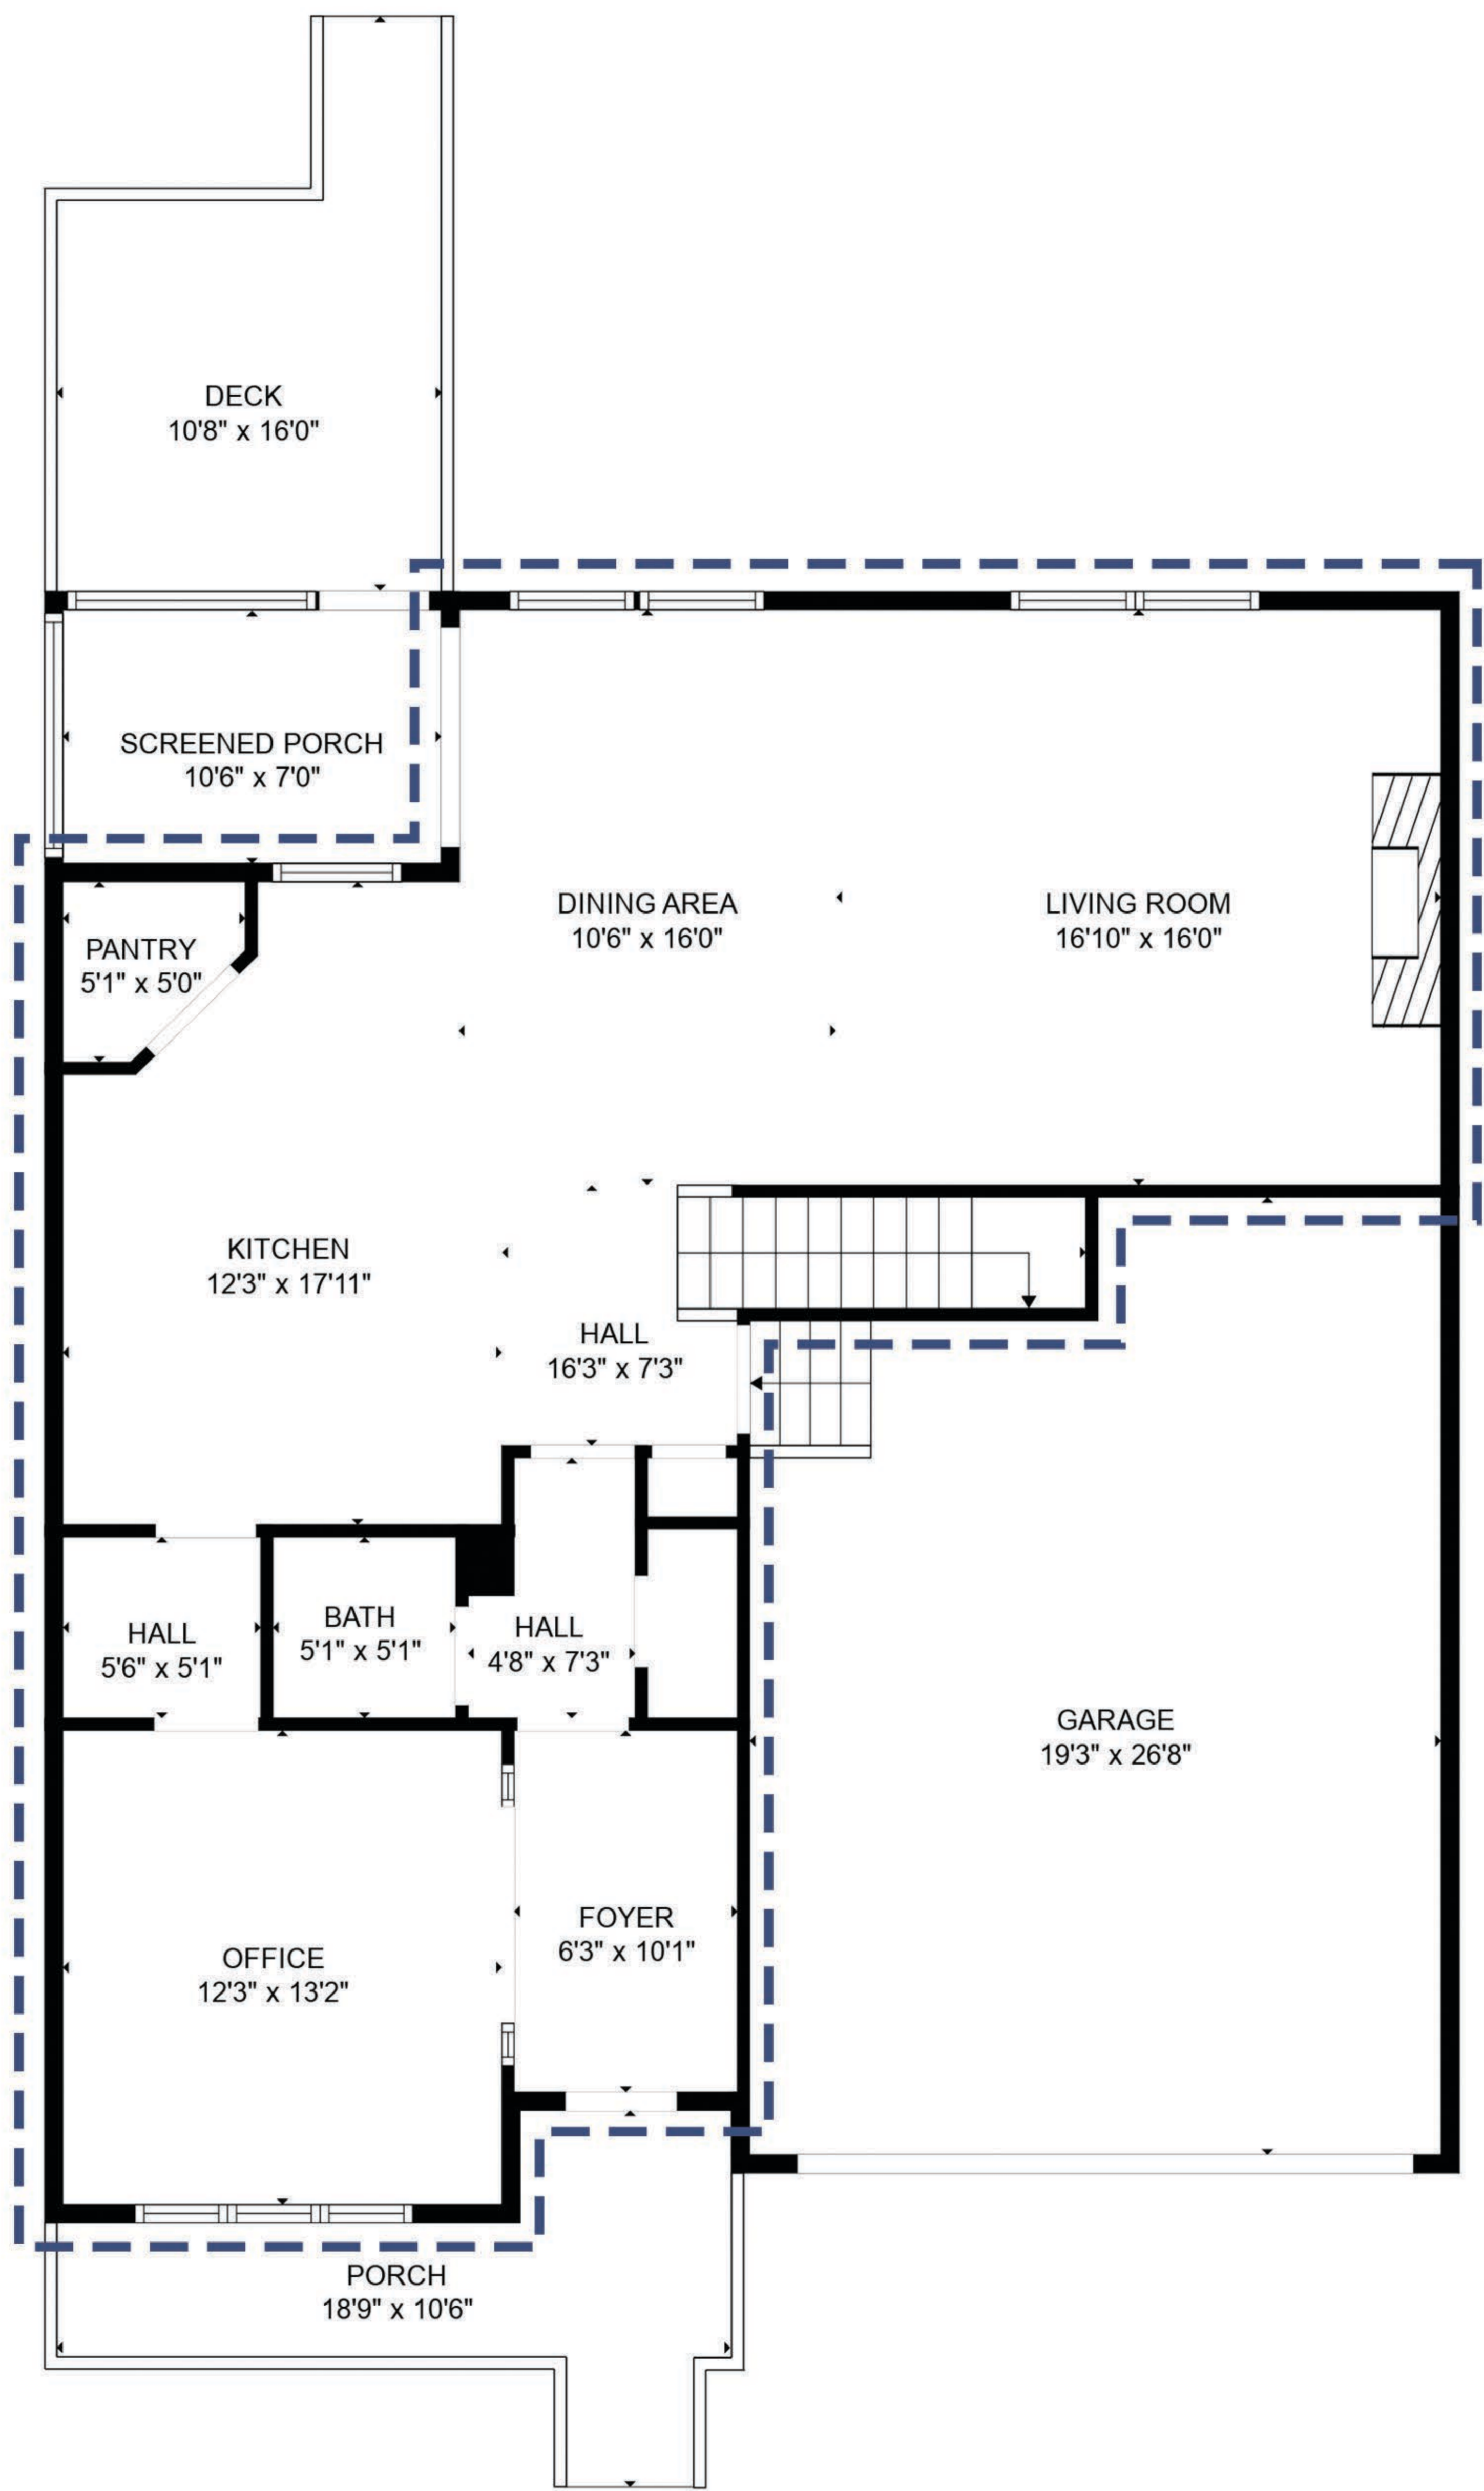 DECK
10'8" x 16'0"
SCREENED PORCH
10'6" x 7'0"
DINING AREA
10'6" x 16'0"
LIVING ROOM
16'10" x 16'0"
PANTRY
5'1" x 5'0"
KITCHEN
12'3" x 17'11"
HALL
16'3" x 7'3"
HALL
5'6" x 5'1"
BATH
5'1" x 5'1"
HALL
4'8" x 7'3"
GARAGE
19'3" x 26'8"
OFFICE
12'3" x 13'2"
FOYER
6'3" x 10'1"
PORCH
18'9" x 10'6"